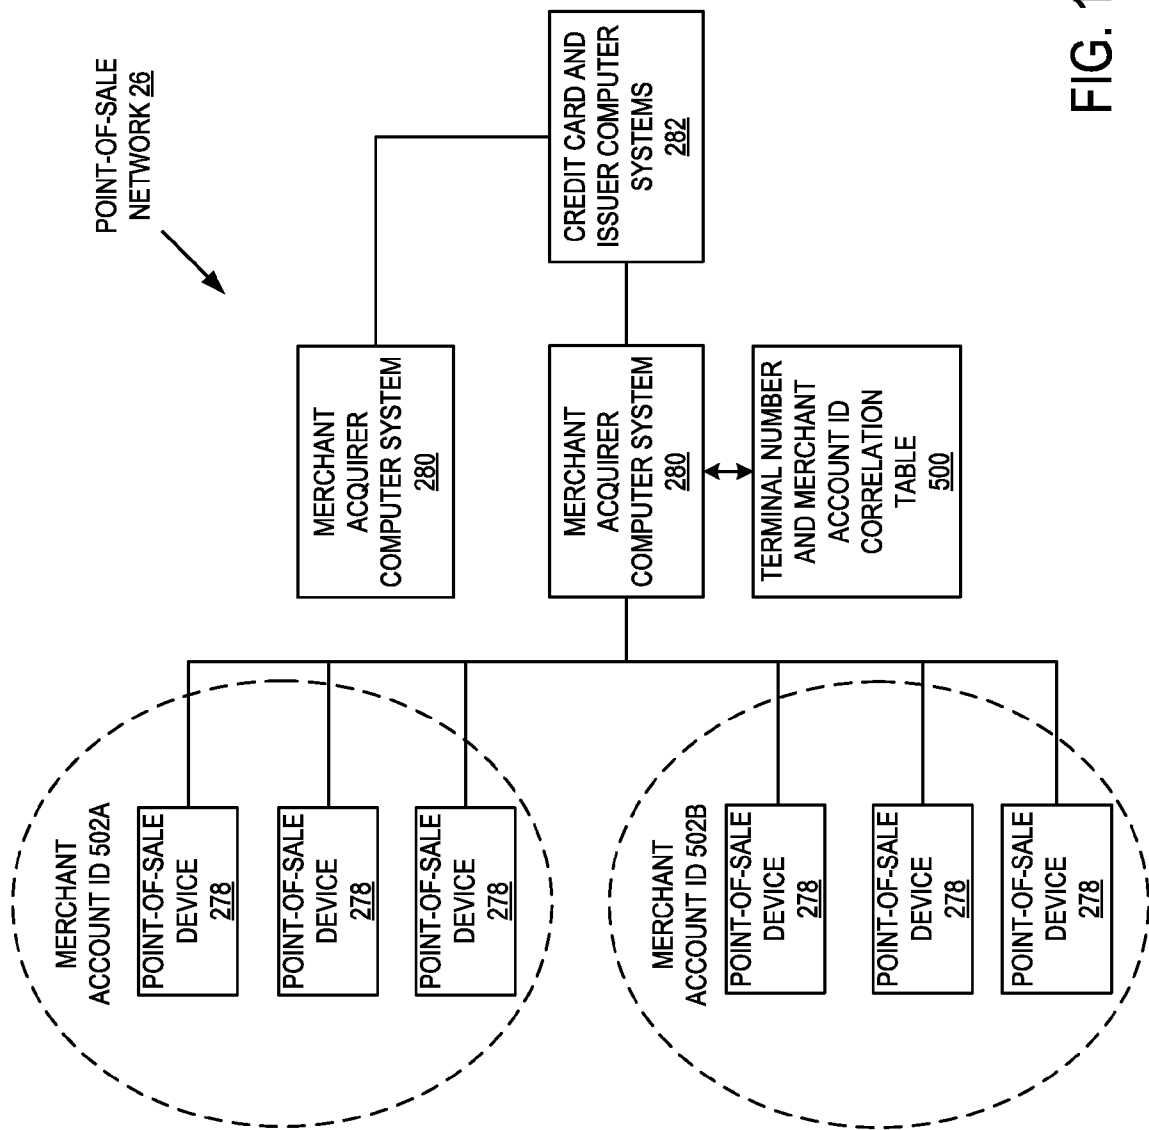 POINT-OF-SALE
NETWORK 26
MERCHANT
ACCOUNT ID 502A
POINT-OF-SALE
DEVICE
278
POINT-OF-SALE
DEVICE
278
POINT-OF-SALE
DEVICE
278
MERCHANT
ACCOUNT ID 502B
POINT-OF-SALE
DEVICE
278
POINT-OF-SALE
DEVICE
278
POINT-OF-SALE
DEVICE
278
MERCHANT
ACQUIRER
COMPUTER SYSTEM
280
MERCHANT
ACQUIRER
COMPUTER SYSTEM
280
TERMINAL NUMBER
AND MERCHANT
ACCOUNT ID
CORRELATION
TABLE
500
CREDIT CARD AND
ISSUER COMPUTER
SYSTEMS
282
FIG.